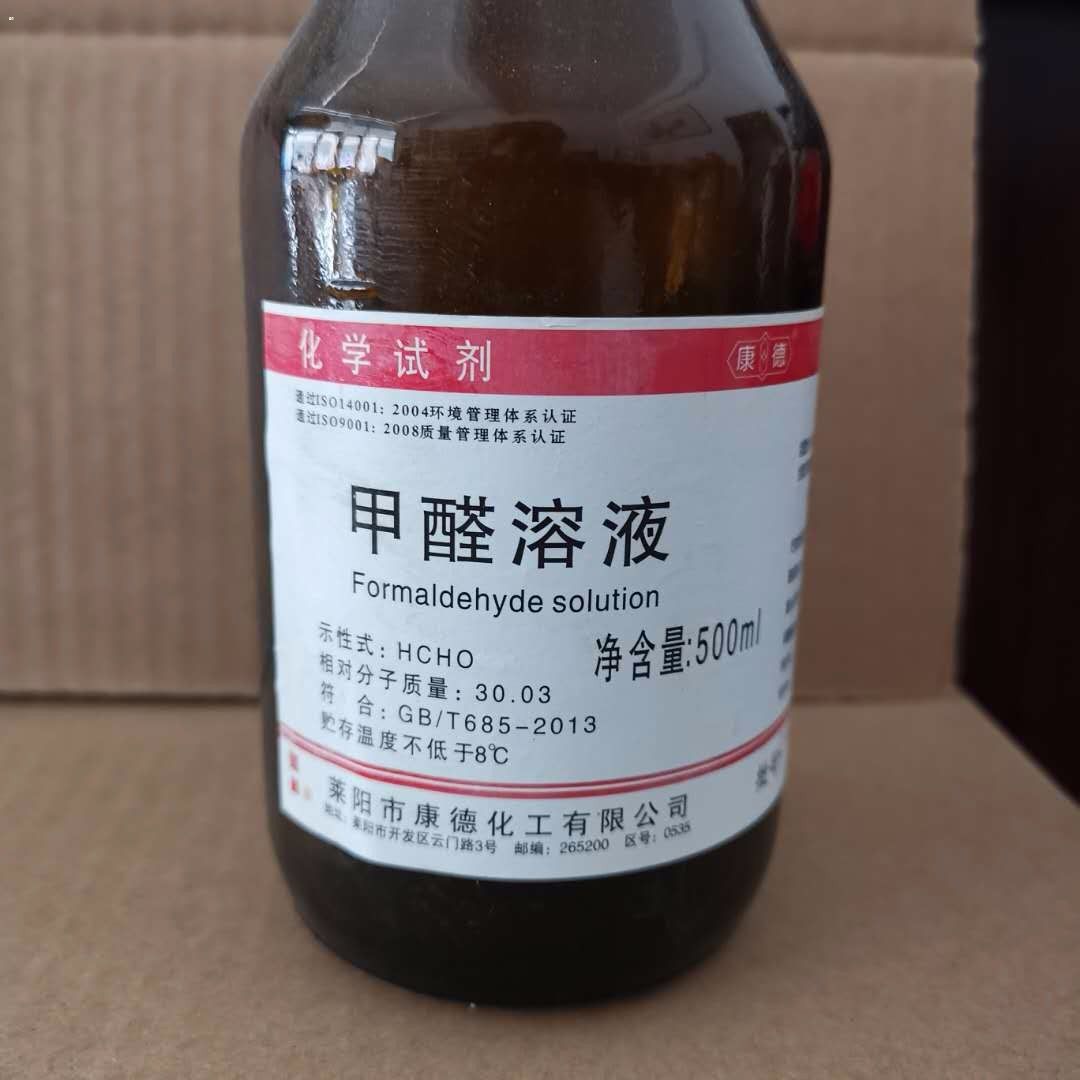 化学试剂
康德
通过ISO14001：2004环境管理体系认证
通过ISO9001：2008质量管理体系认证
甲醛溶液
Formaldehyde solution
净含量:500ml
示性式：HCHO
相对分子质量：30.03
符 合：GB/T685-2013
贮存温度不低于8℃
莱阳市康德化工有限公司
地址：莱阳市开发区云门路3号 邮编：265200 区号：0535
批号